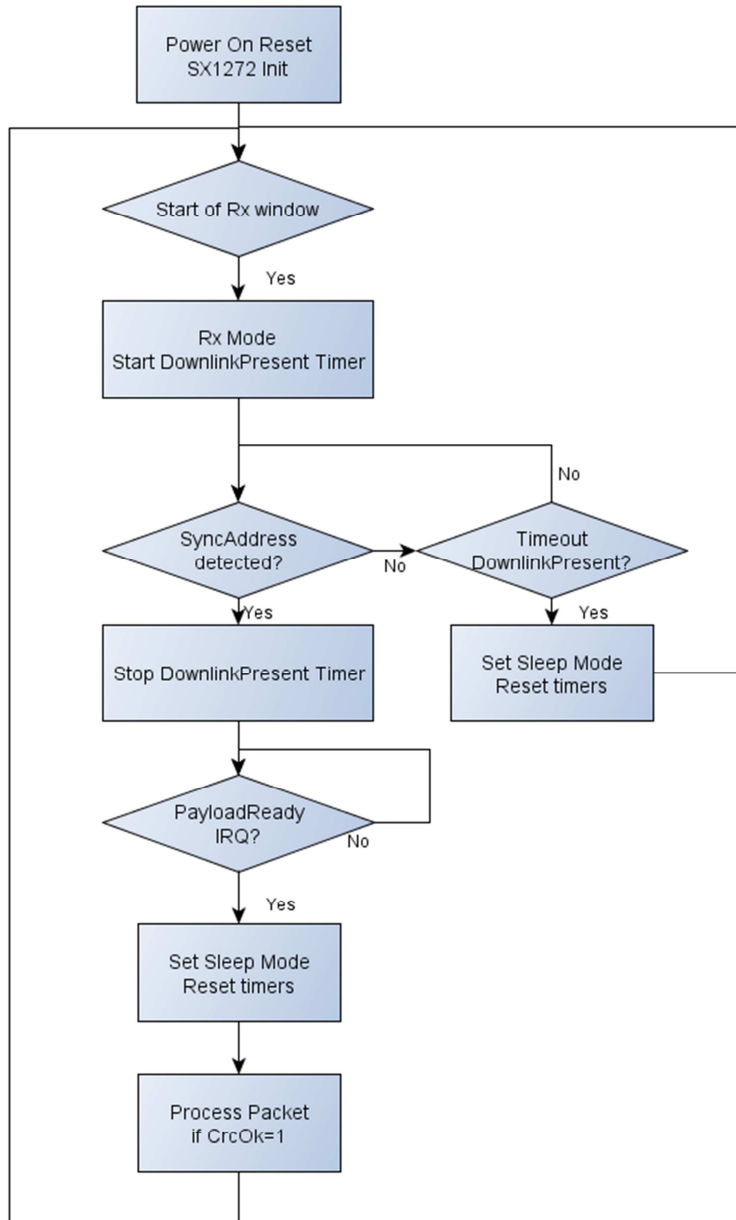 Power On Reset
SX1272 Init
Start of Rx window
Yes
Rx Mode
Start DownlinkPresent Timer
No
SyncAddress
detected?
No
Timeout
DownlinkPresent?
Yes
Yes
Stop DownlinkPresent Timer
Set Sleep Mode
Reset timers
PayloadReady
IRQ?
No
Yes
Set Sleep Mode
Reset timers
Process Packet
if CrcOk=1